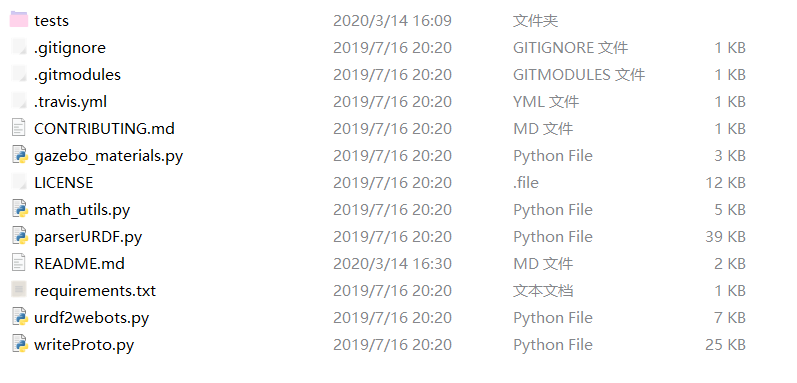 tests 2020/3/14 16:09 文件夹
.gitignore 2019/7/16 20:20 GITIGNORE 文件 1 KB
.gitmodules 2019/7/16 20:20 GITMODULES 文件 1 KB
.travis.yml 2019/7/16 20:20 YML 文件 1 KB
CONTRIBUTING.md 2019/7/16 20:20 MD 文件 1 KB
gazebo_materials.py 2019/7/16 20:20 Python File 3 KB
LICENSE 2019/7/16 20:20 .file 12 KB
math_utils.py 2019/7/16 20:20 Python File 5 KB
parserURDF.py 2019/7/16 20:20 Python File 39 KB
README.md 2020/3/14 16:30 MD 文件 2 KB
requirements.txt 2019/7/16 20:20 文本文档 1 KB
urdf2webots.py 2019/7/16 20:20 Python File 7 KB
writeProto.py 2019/7/16 20:20 Python File 25 KB